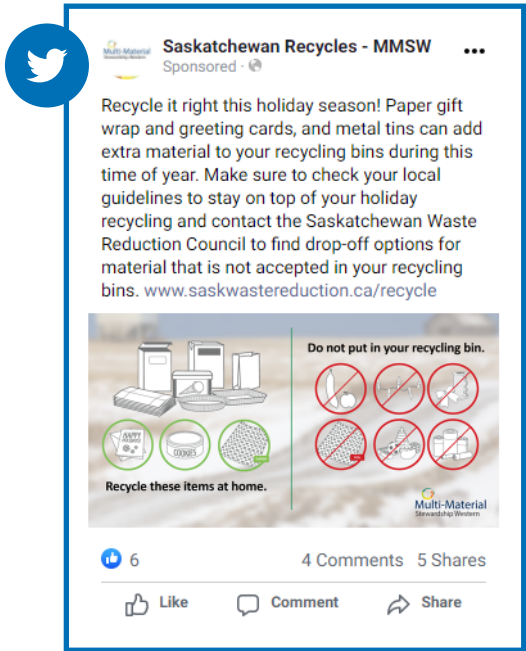 Multi-Material
Stewardship Western
Saskatchewan Recycles - MMSW
Sponsored ·
Recycle it right this holiday season! Paper gift
wrap and greeting cards, and metal tins can add
extra material to your recycling bins during this
time of year. Make sure to check your local
guidelines to stay on top of your holiday
recycling and contact the Saskatchewan Waste
Reduction Council to find drop-off options for
material that is not accepted in your recycling
bins. www.saskwastereduction.ca/recycle
HAPPY
COOKIES
Recycle these items at home.
Do not put in your recycling bin.
Multi-Material
Stewardship Western
6
4 Comments 5 Shares
Like
Comment
Share